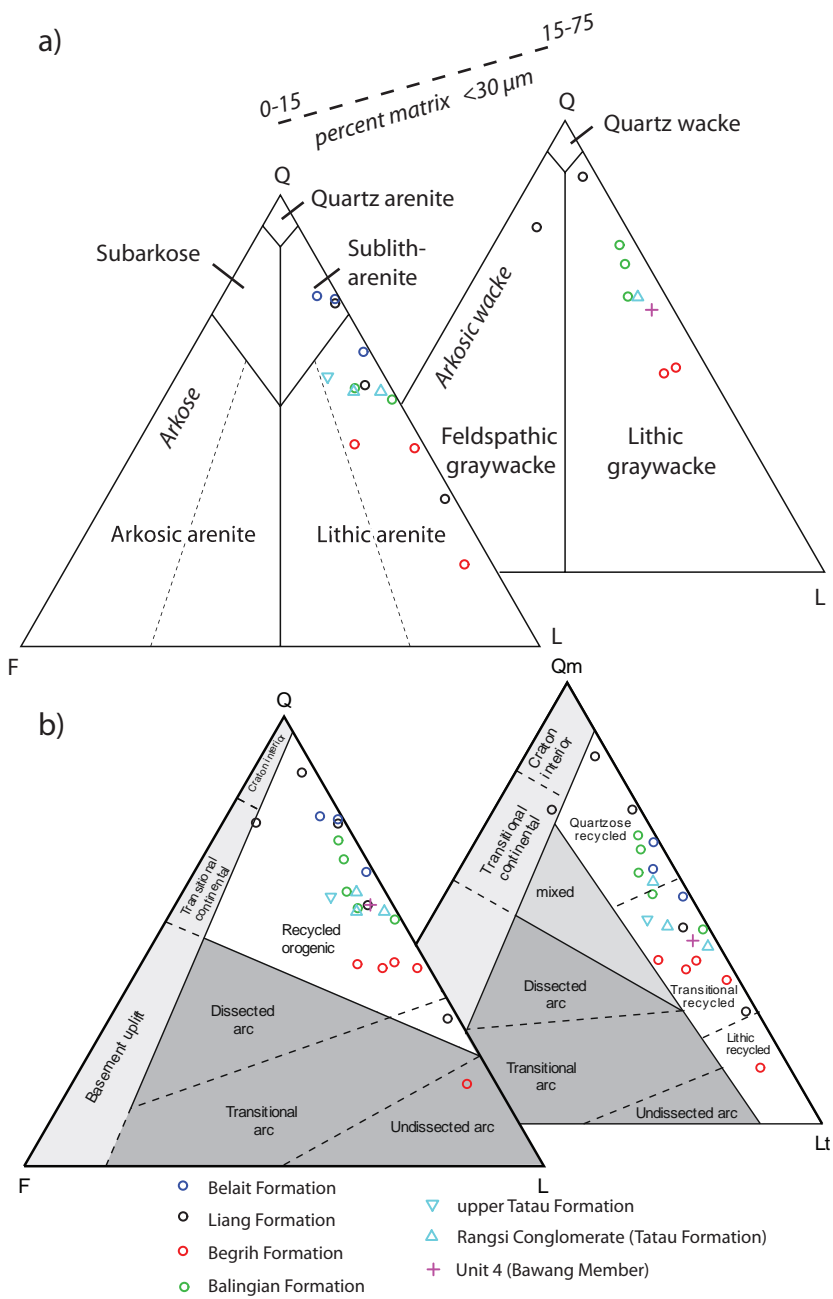 a)
15-75
0-15
percent matrix <30 µm
Q
Quartz wacke
Q
Quartz arenite
Subarkose
Sublith-
arenite
Arkosic wacke
Arkose
Feldspathic
graywacke
Lithic
graywacke
Arkosic arenite
Lithic arenite
L
F
L
Qm
b)
Q
Craton interior
Craton
interior
Transitional
continental
Quartzose
recycled
Transitional
continental
mixed
Recycled
orogenic
Dissected
arc
Dissected
arc
Transitional
recycled
Basement uplift
Lithic
recycled
Transitional
arc
Transitional
arc
Undissected arc
Undissected arc
Lt
F
L
Belait Formation
Liang Formation
Begrih Formation
Balingian Formation
upper Tatau Formation
Rangsi Conglomerate (Tatau Formation)
Unit 4 (Bawang Member)